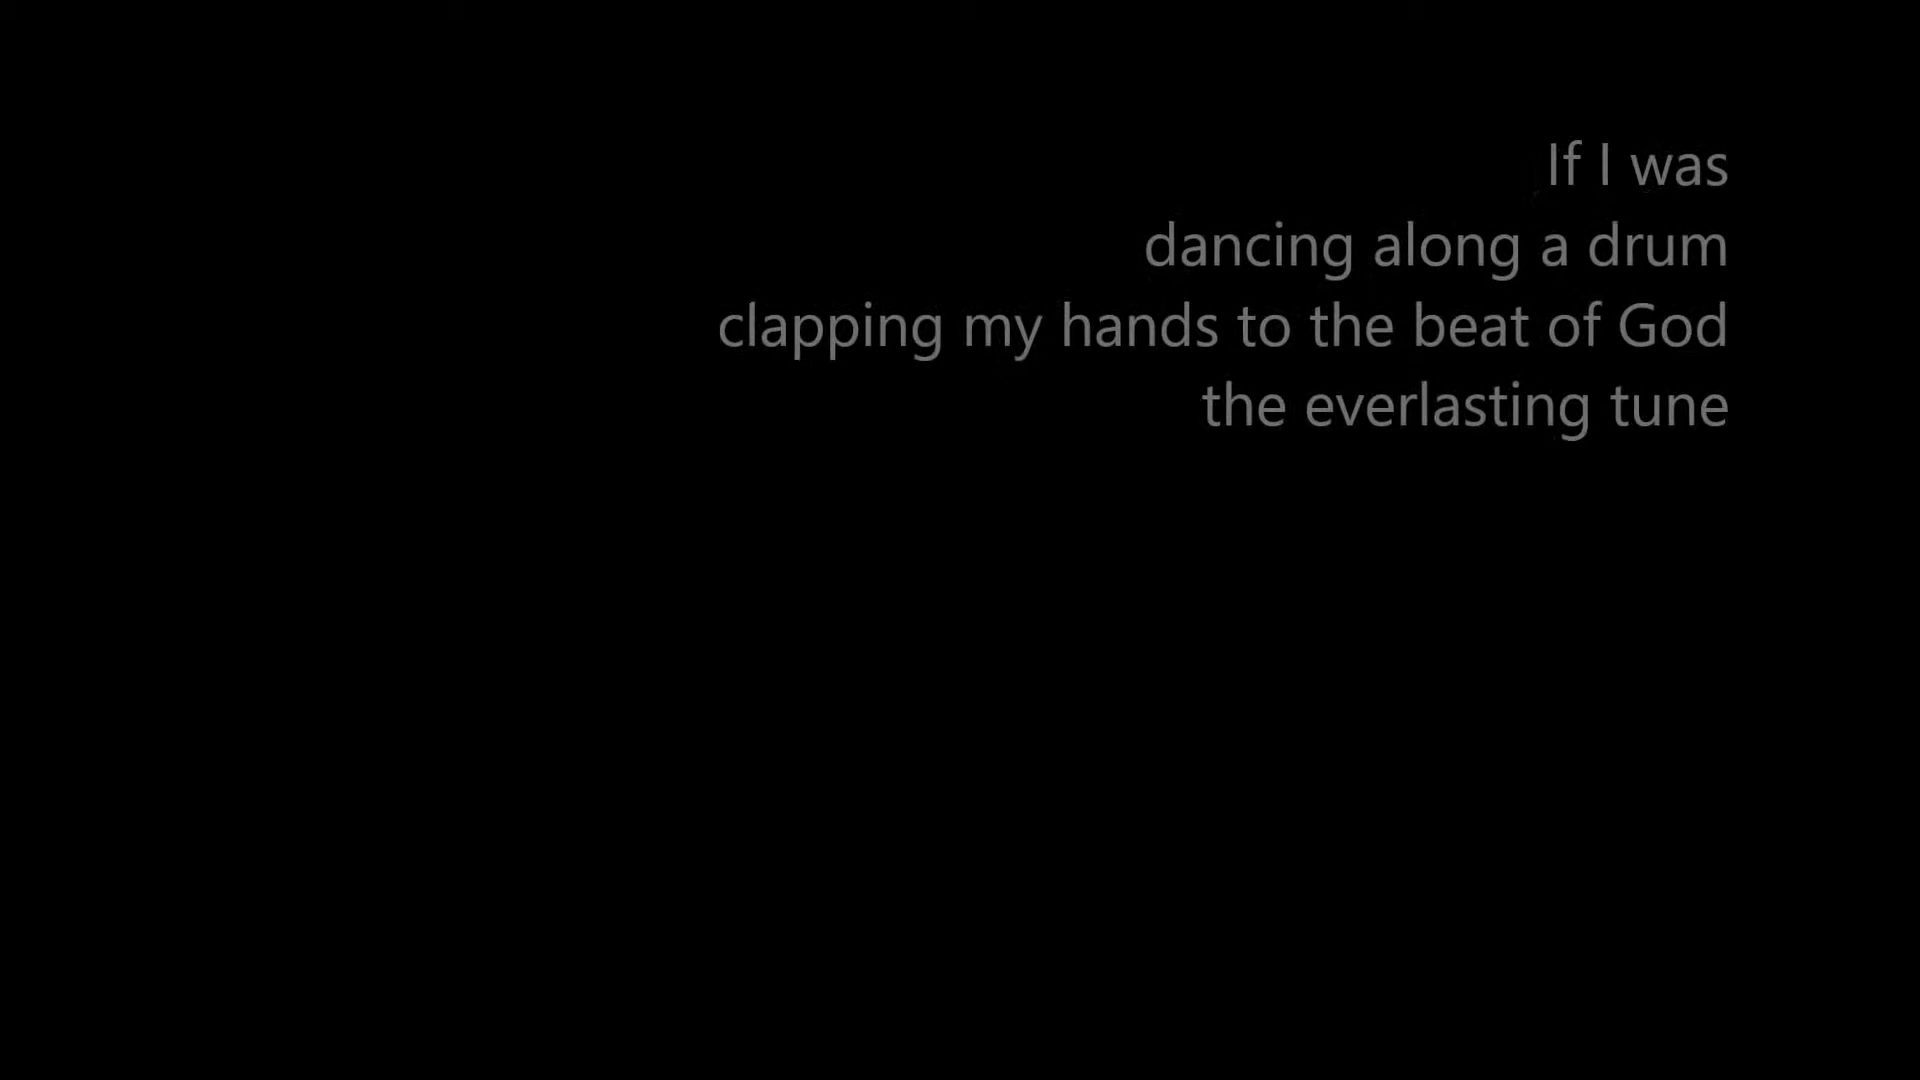 If I was
dancing along a drum
clapping my hands to the beat of God
the everlasting tune